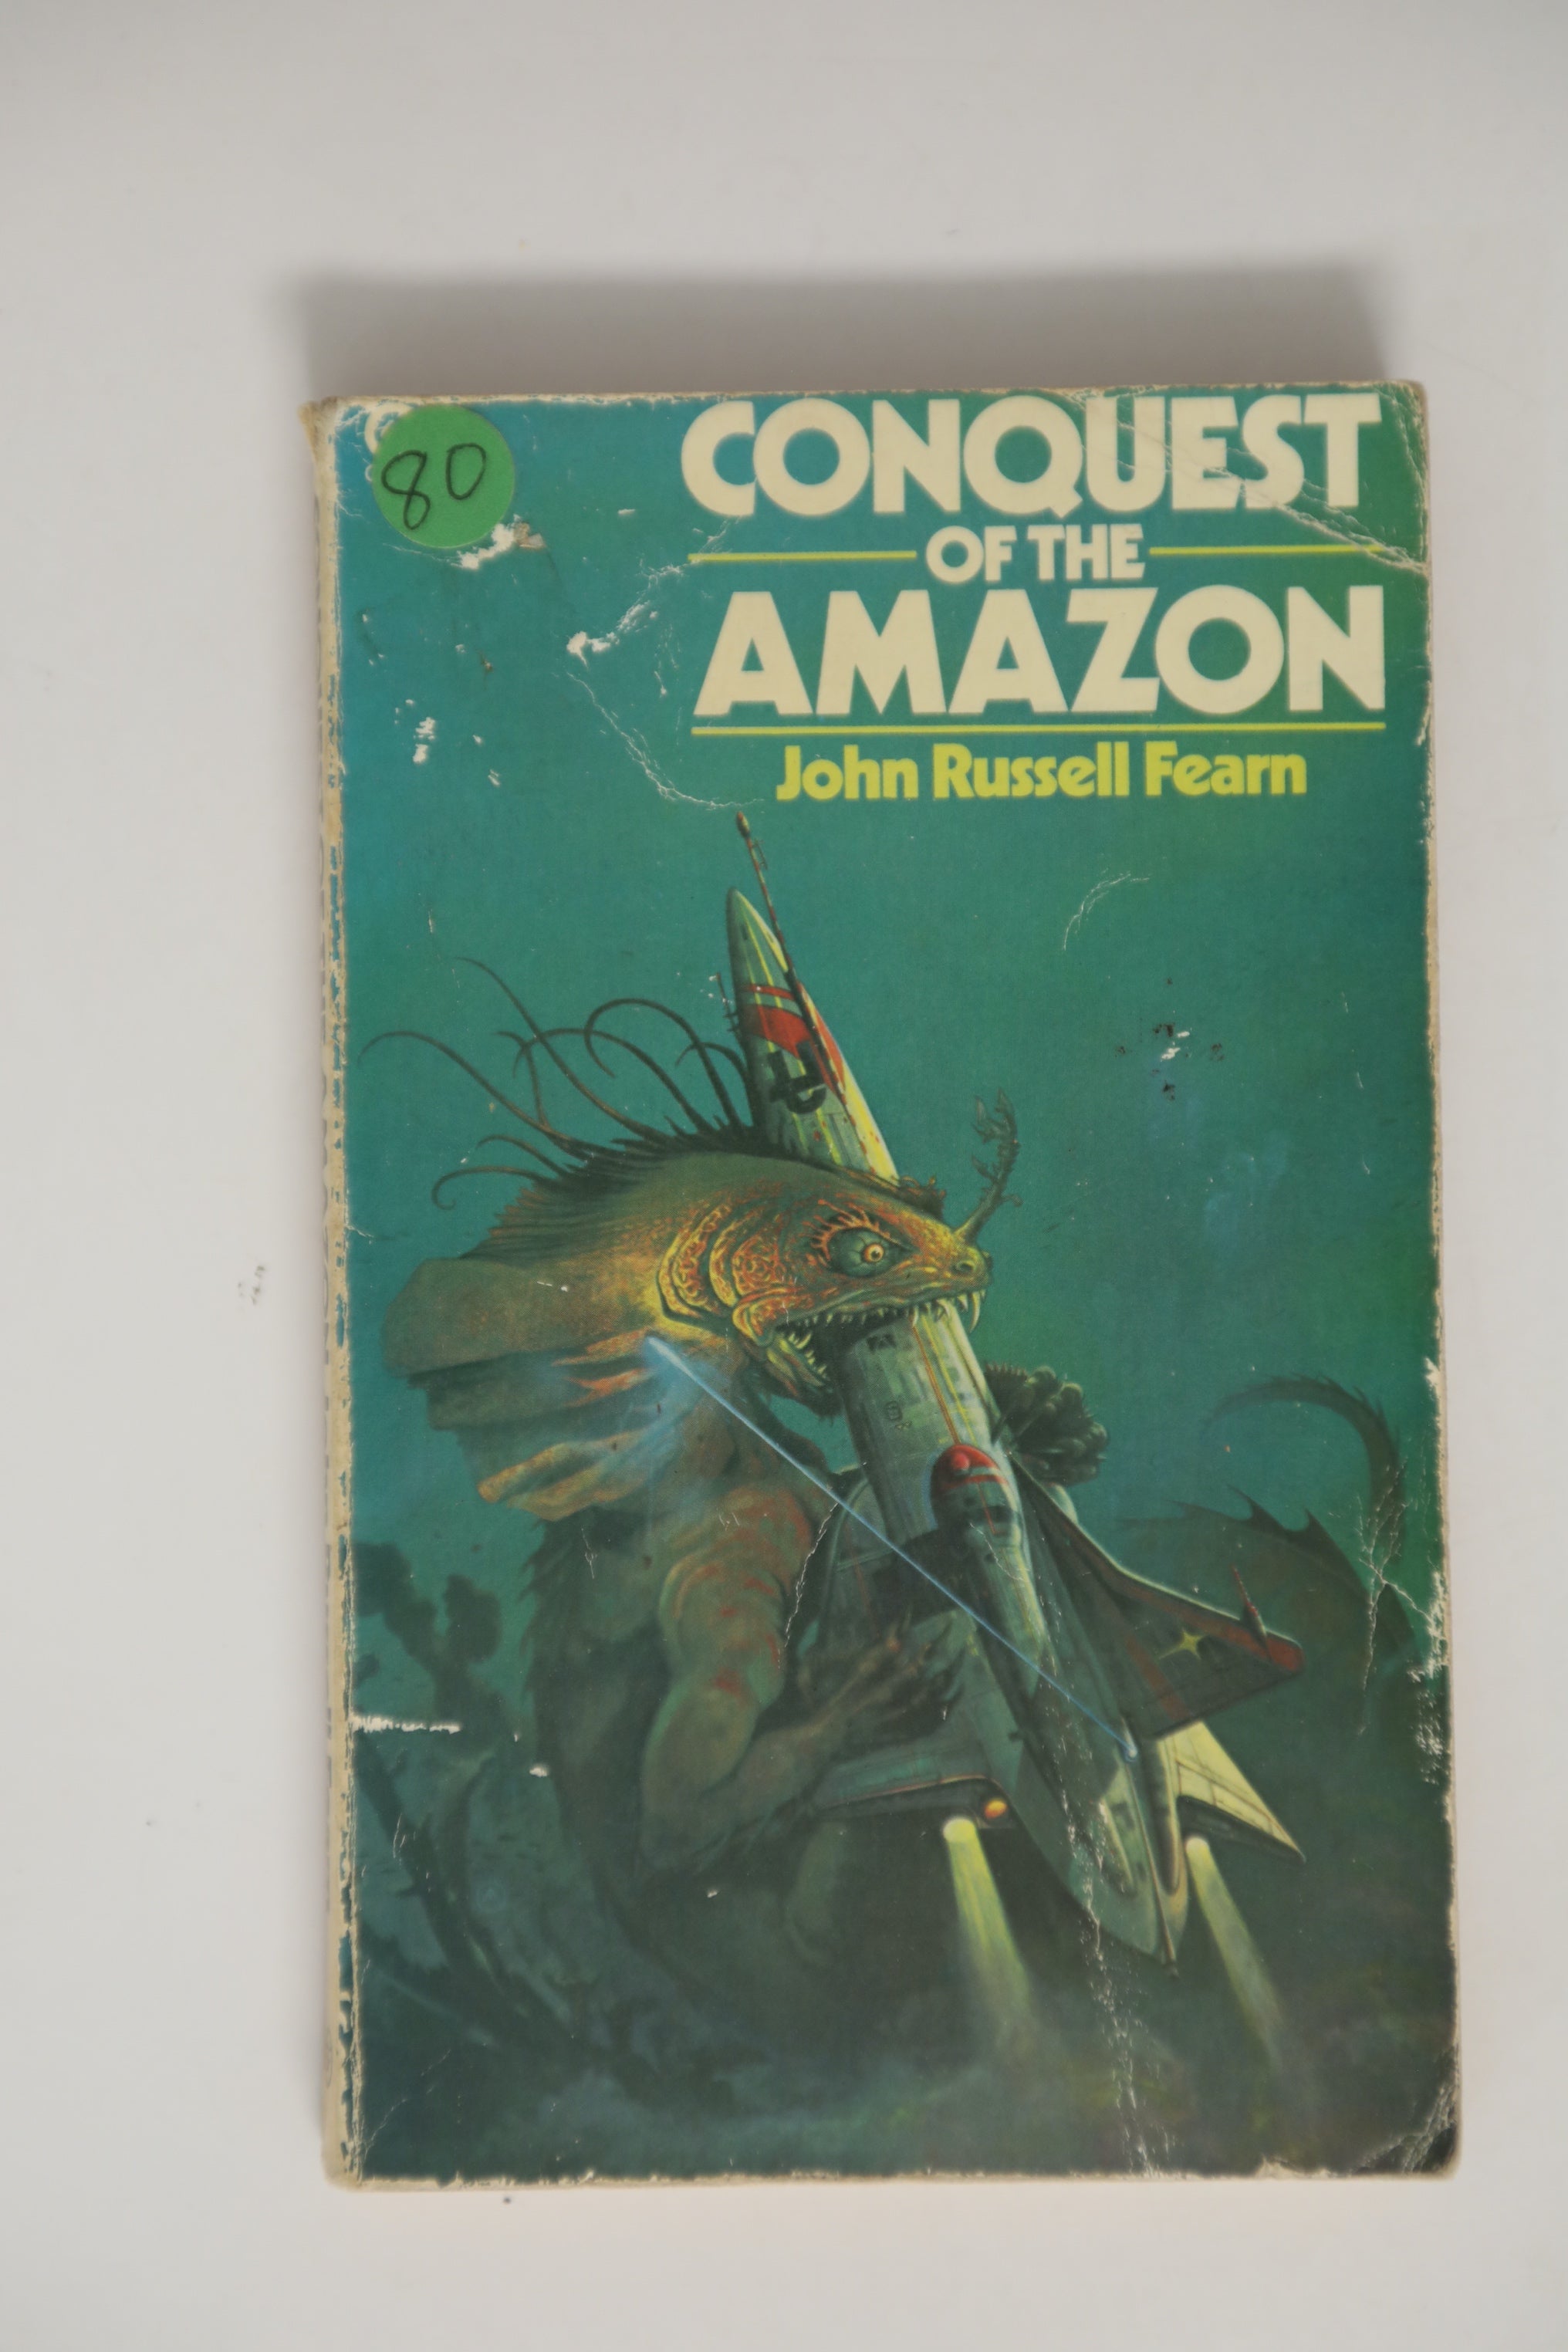 80
CONQUEST
OF THE
AMAZON
John Russell Fearn